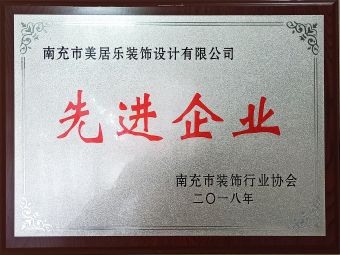 南充市美居乐装饰设计有限公司
先进企业
南充市装饰行业协会
二〇一八年